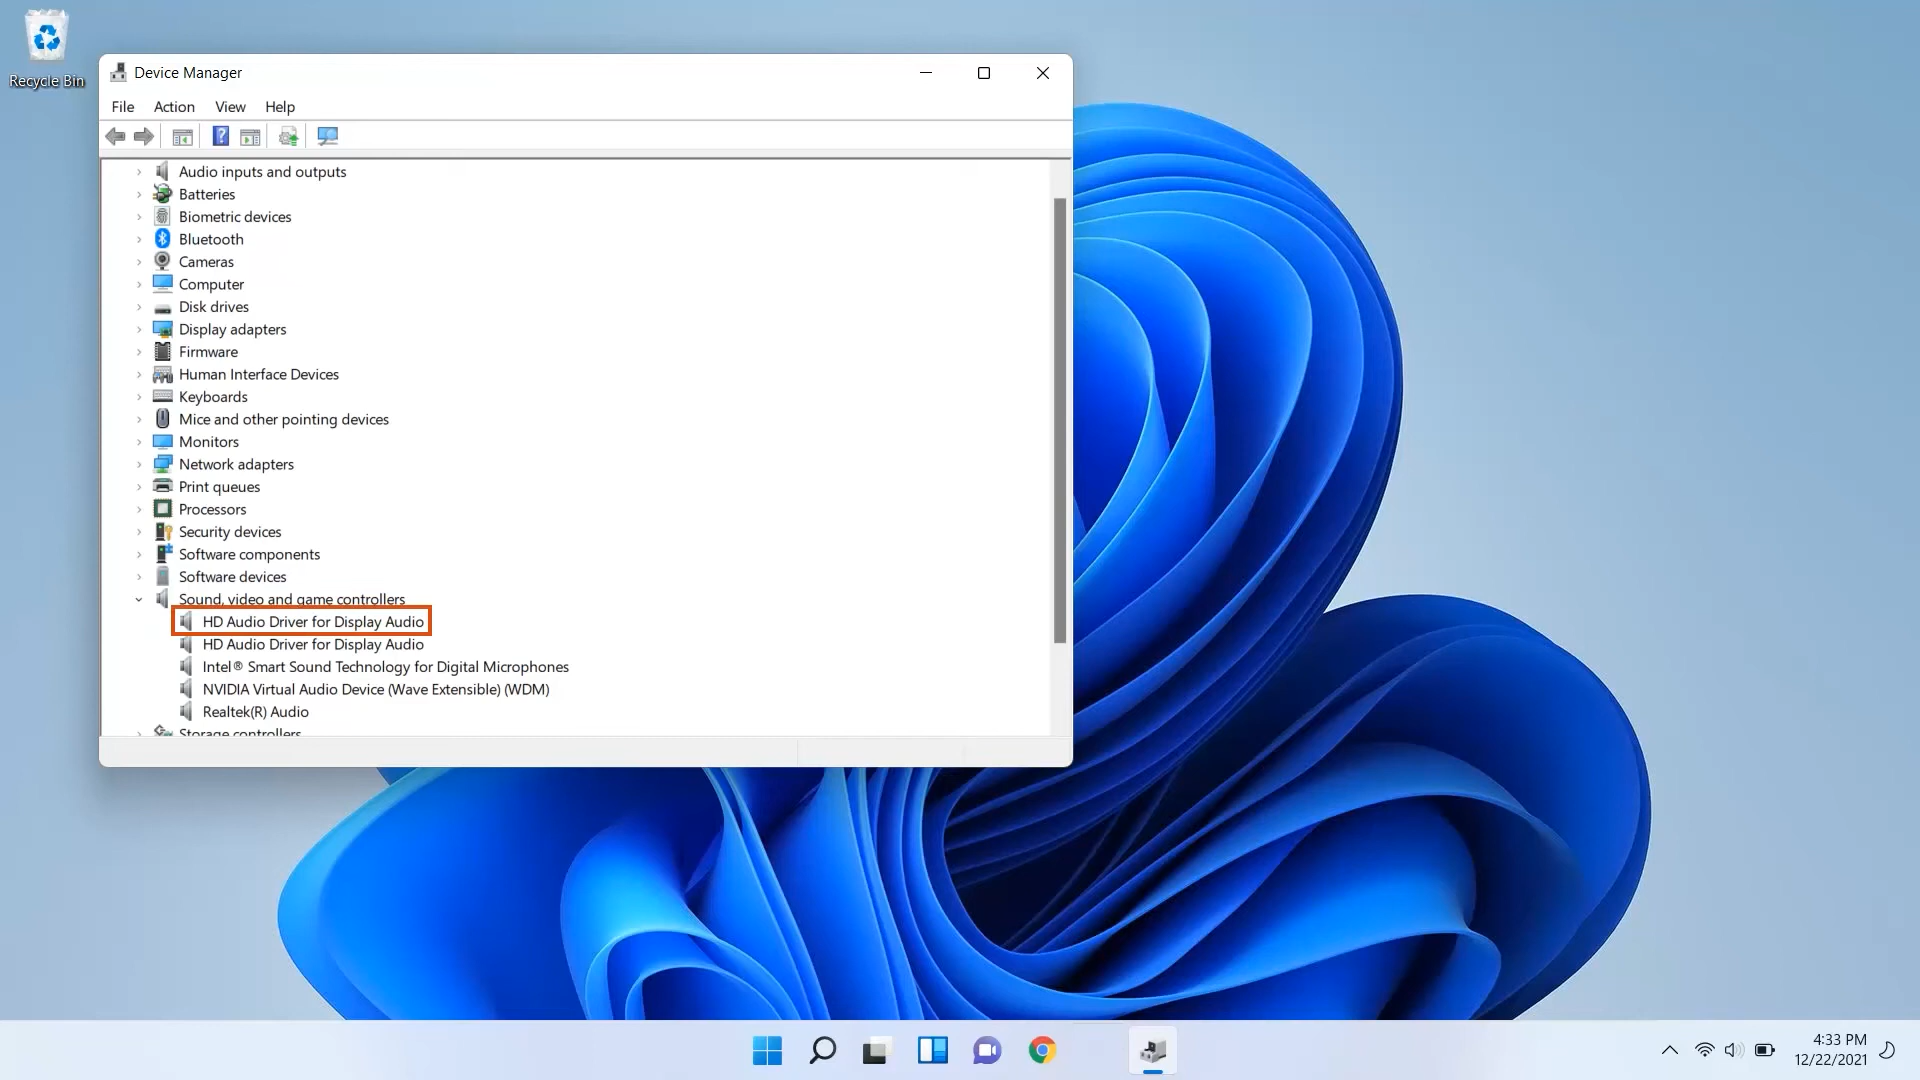 Recycle Bin
Device Manager
File Action View Help
Audio inputs and outputs
Batteries
Biometric devices
Bluetooth
Cameras
Computer
Disk drives
Display adapters
Firmware
Human Interface Devices
Keyboards
Mice and other pointing devices
Monitors
Network adapters
Print queues
Processors
Security devices
Software components
Software devices
Sound, video and game controllers
HD Audio Driver for Display Audio
HD Audio Driver for Display Audio
Intel® Smart Sound Technology for Digital Microphones
NVIDIA Virtual Audio Device (Wave Extensible) (WDM)
Realtek(R) Audio
Storage controllers
4:33 PM
12/22/2021